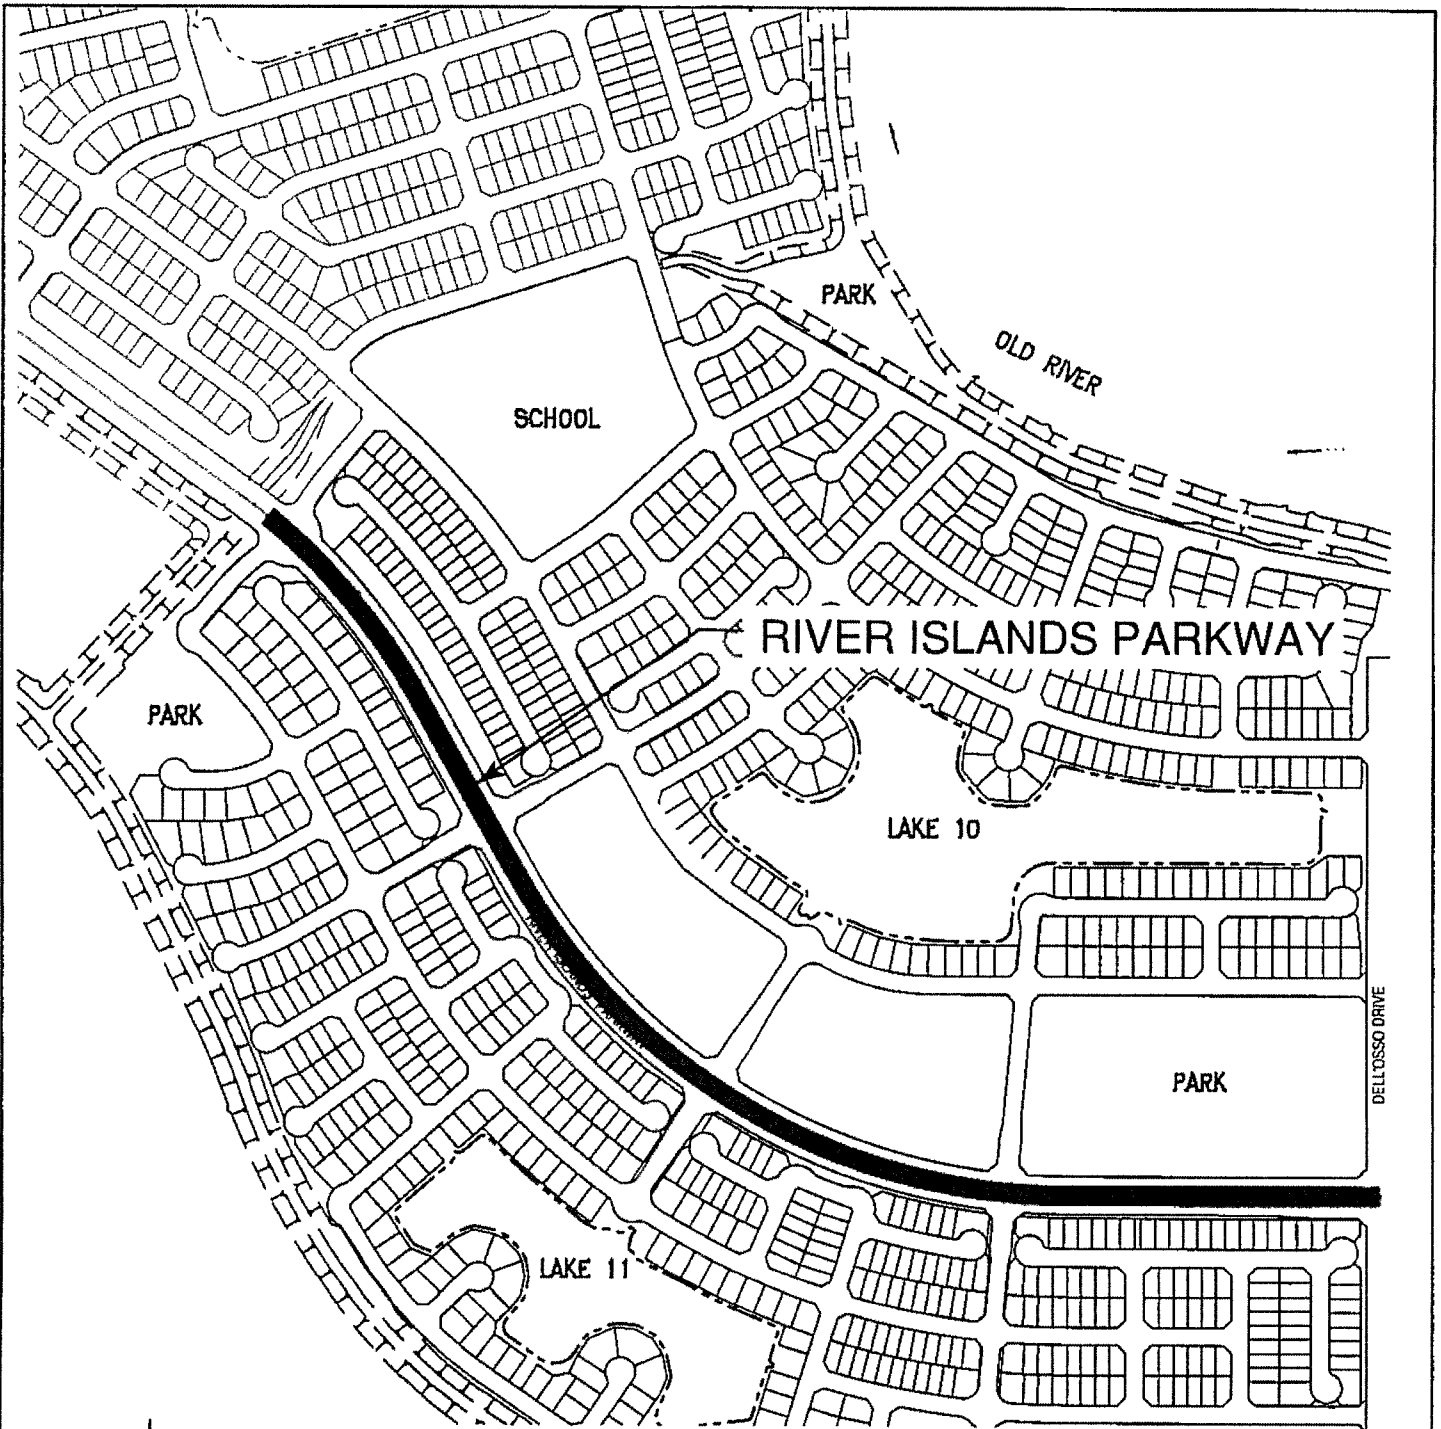 PARK
OLD RIVER
SCHOOL
RIVER ISLANDS PARKWAY
PARK
LAKE 10
DELL'OSSO DRIVE
PARK
LAKE 11